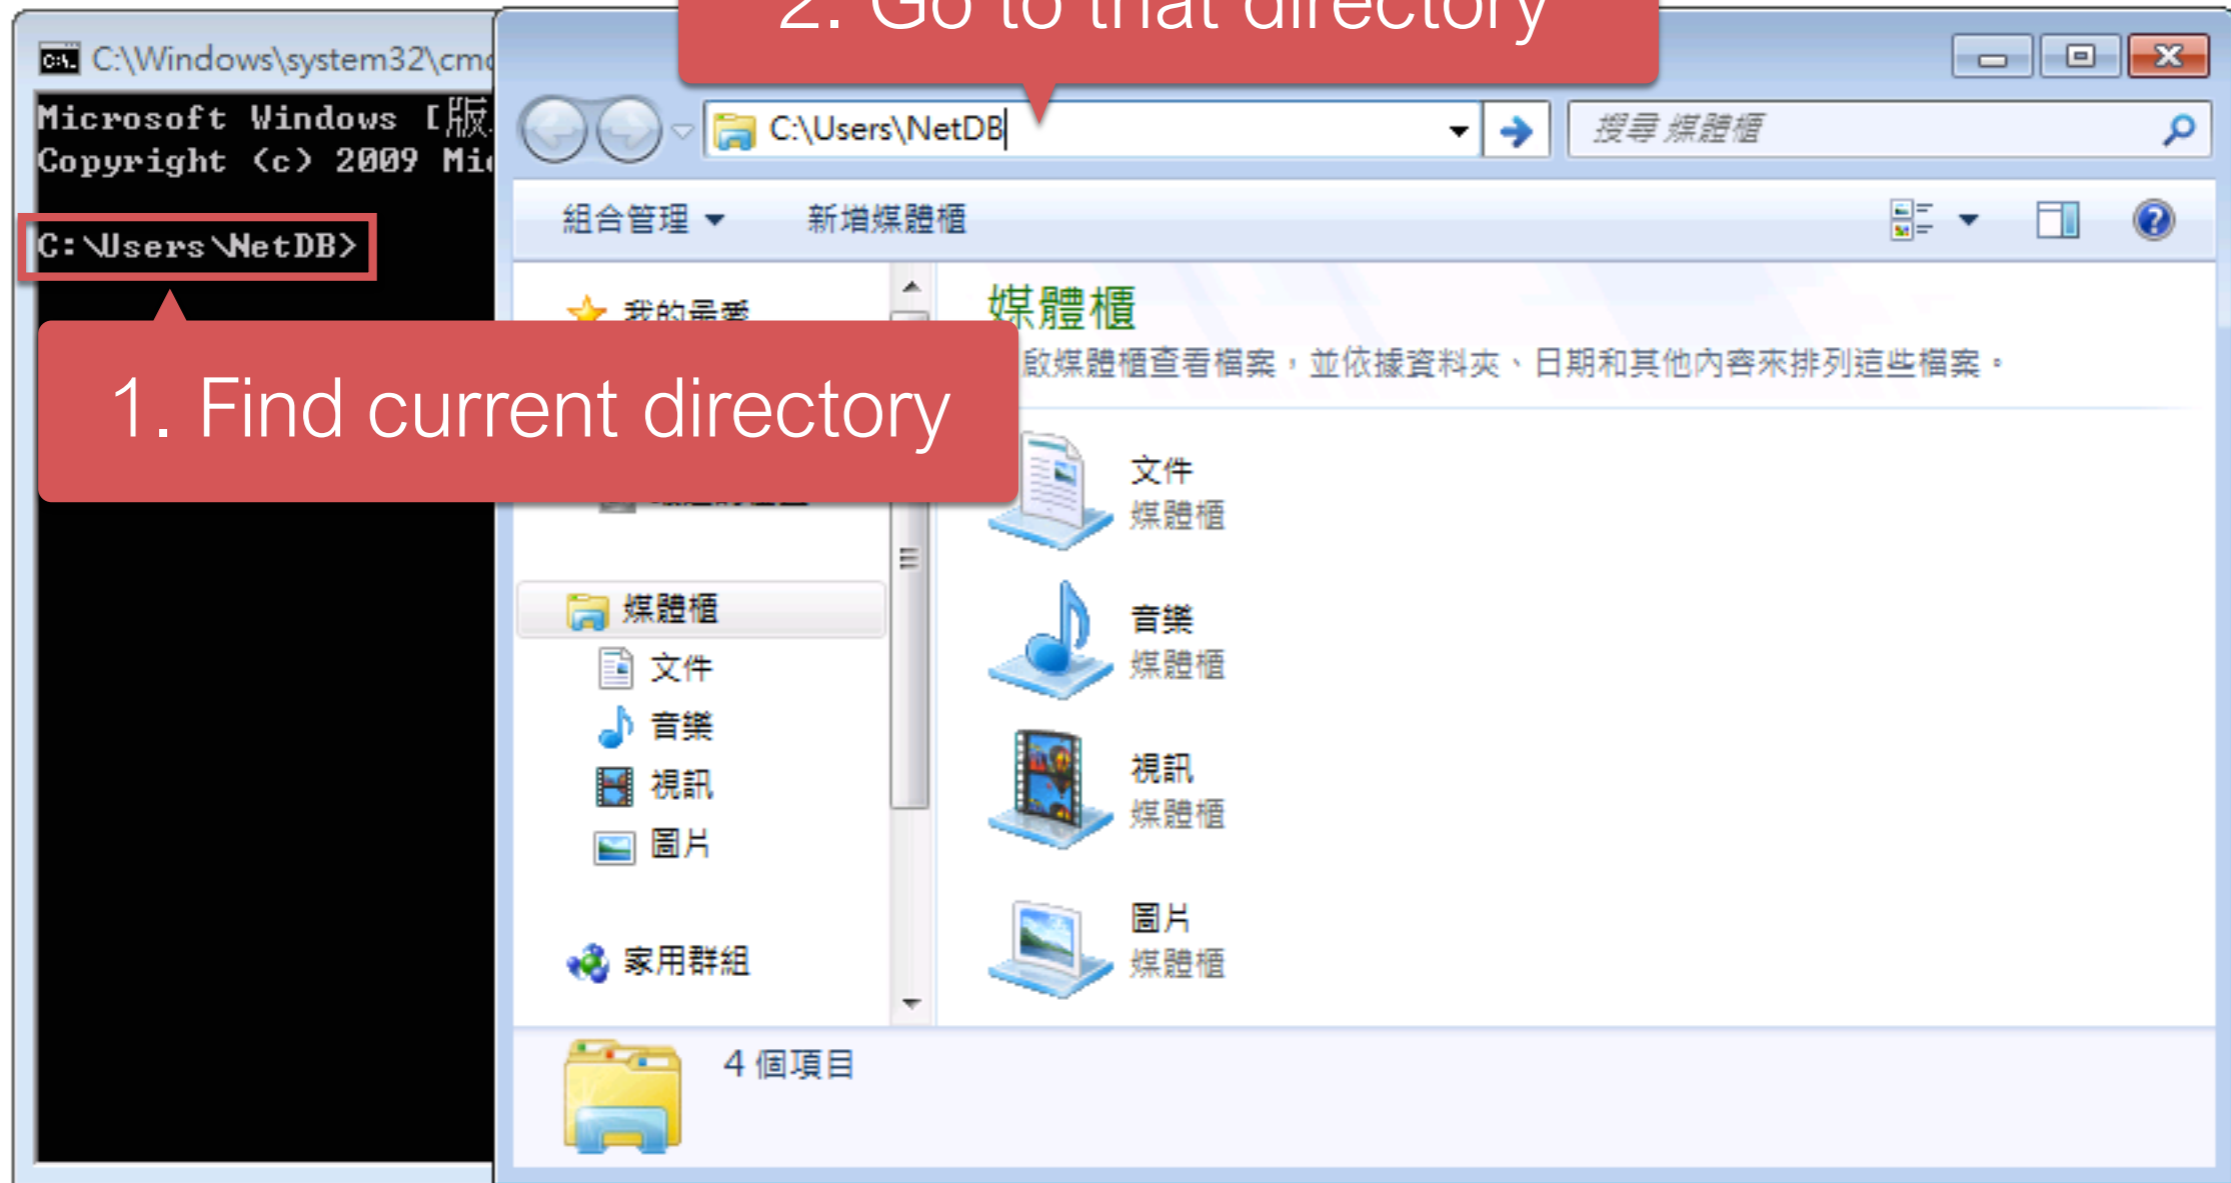 2. Go to that directory
C:\Windows\system32\cmd
Microsoft Windows [版
Copyright (c) 2009 Mic
C:\Users\NetDB>
1. Find current directory
C:\Users\NetDB
搜尋 媒體櫃
組合管理
新增媒體櫃
我的最愛
媒體櫃
文件
音樂
視訊
圖片
家用群組
媒體櫃
啟媒體櫃查看檔案，並依據資料夾、日期和其他內容來排列這些檔案。
文件
媒體櫃
音樂
媒體櫃
視訊
媒體櫃
圖片
媒體櫃
4 個項目